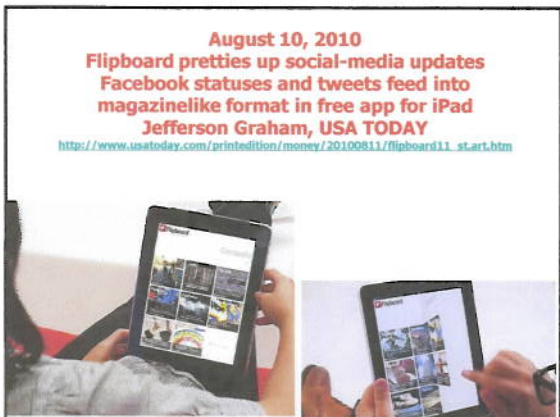 August 10, 2010
Flipboard pretties up social-media updates
Facebook statuses and tweets feed into
magazinelike format in free app for iPad
Jefferson Graham, USA TODAY
http://www.usatoday.com/printedition/money/20100811/flipboard11_st.art.htm
Flipboard
Contents
Flipboard